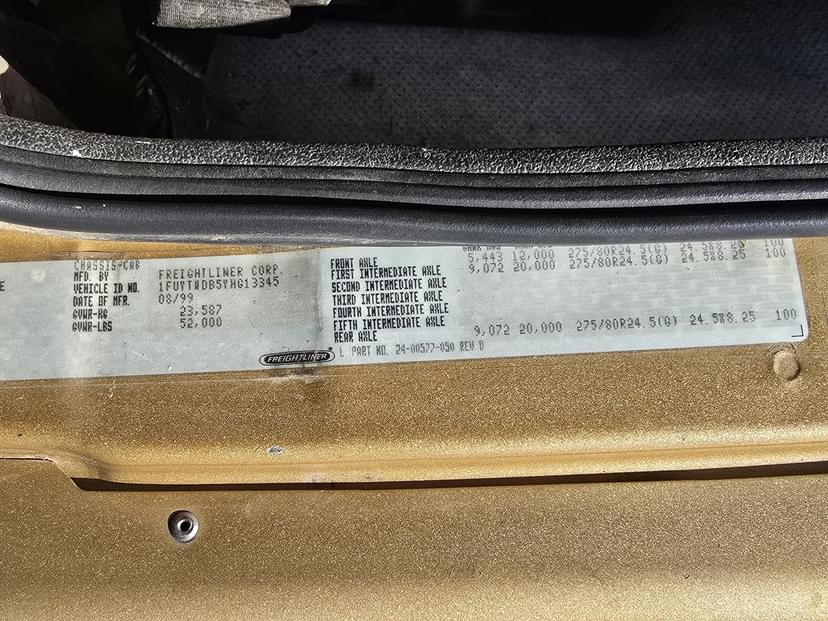 CHASSIS-CAB
MFD. BY FREIGHTLINER CORP
VEHICLE ID NO. 1FUYTWDB5YHG13345
DATE OF MFR. 08/99
GVWR-KG 23,587
GVWR-LBS 52,000
FREIGHTLINER
FRONT AXLE 5,443 12,000 275/80R24.5(G) 24.5X8.25 100
FIRST INTERMEDIATE AXLE 9,072 20,000 275/80R24.5(G) 24.5X8.25 100
SECOND INTERMEDIATE AXLE
THIRD INTERMEDIATE AXLE
FOURTH INTERMEDIATE AXLE
FIFTH INTERMEDIATE AXLE
REAR AXLE 9,072 20,000 275/80R24.5(G) 24.5X8.25 100
L PART NO. 24-00577-050 REV D